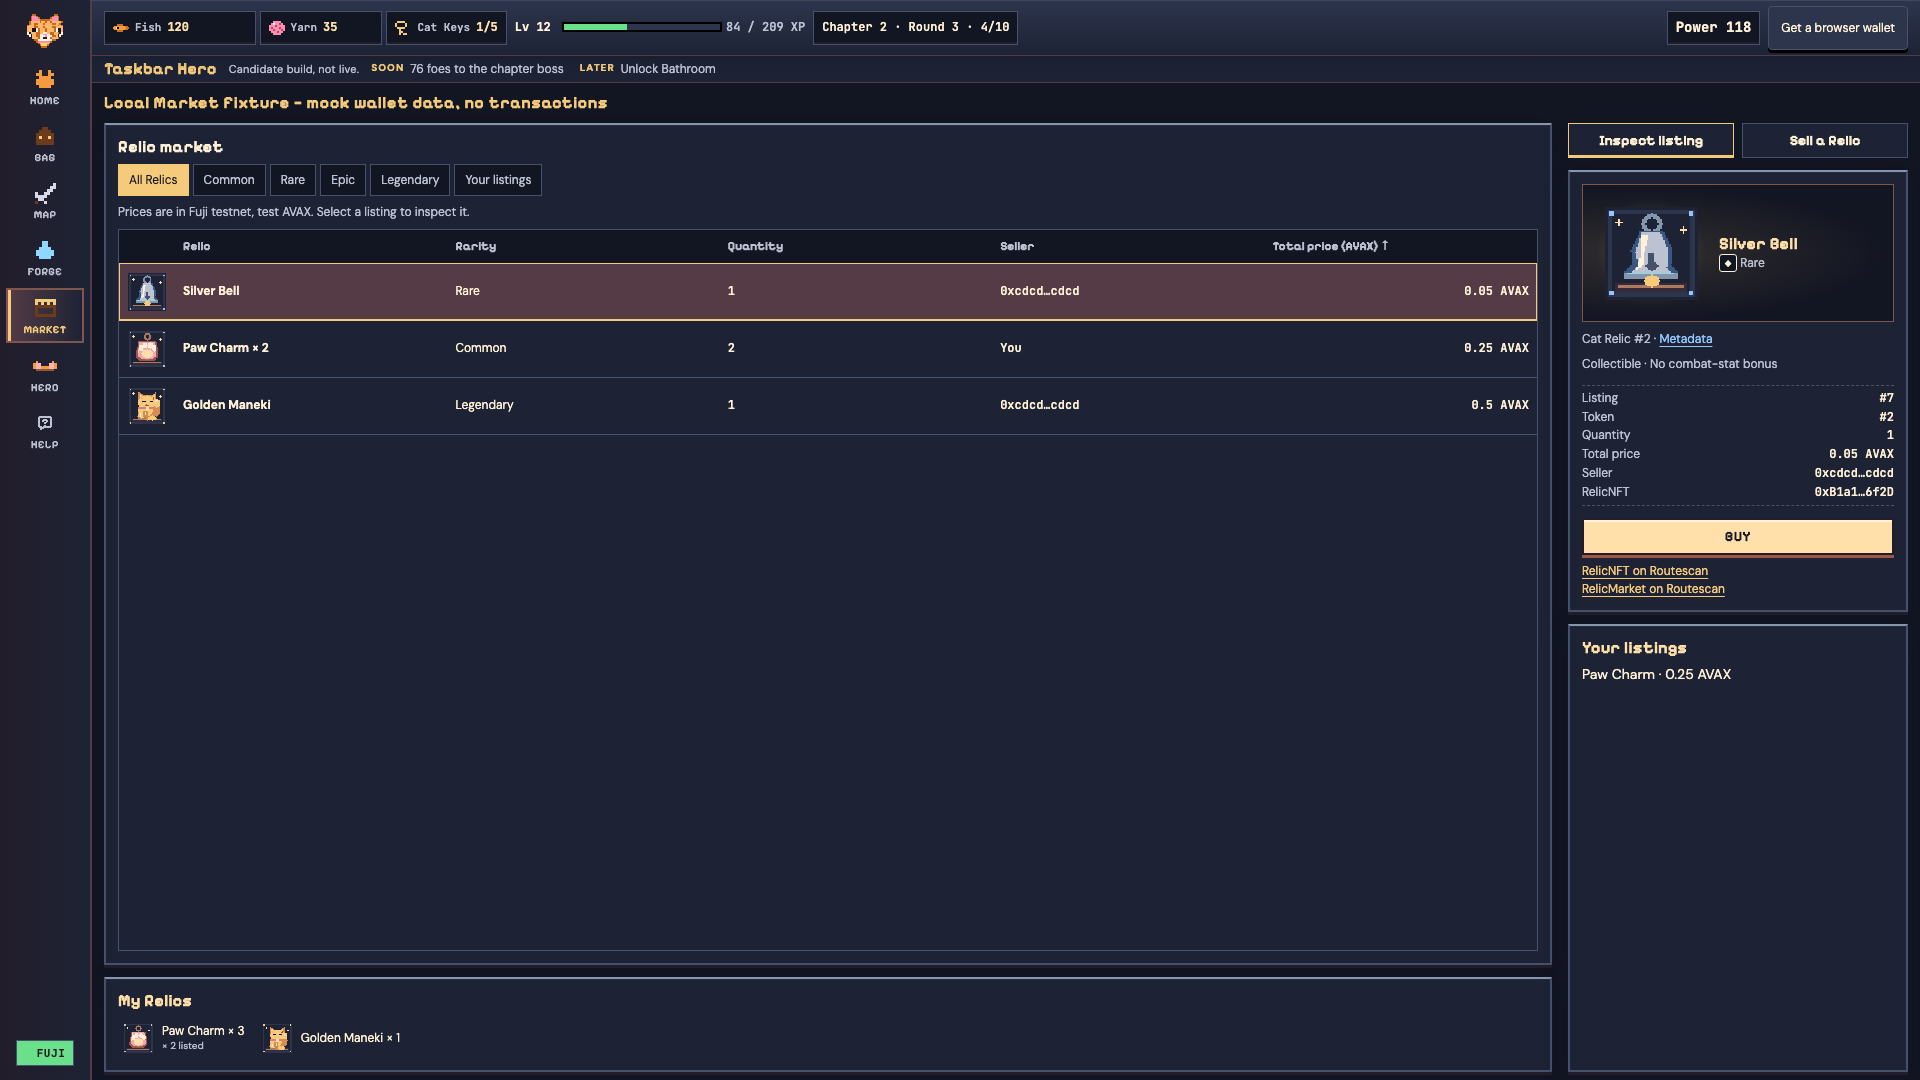 Fish 120
Yarn 35
Cat Keys 1/5
Lv 12
84 / 209 XP
Chapter 2 · Round 3 · 4/10
Power 118
Get a browser wallet
Taskbar Hero
Candidate build, not live.
SOON 76 foes to the chapter boss
LATER Unlock Bathroom
HOME
BAG
MAP
FORGE
MARKET
HERO
HELP
FUJI
Local Market Fixture - mock wallet data, no transactions
Relic market
All Relics
Common
Rare
Epic
Legendary
Your listings
Prices are in Fuji testnet, test AVAX. Select a listing to inspect it.
Relic Rarity Quantity Seller Total price (AVAX) ↑
Silver Bell Rare 1 0xcdcd…cdcd 0.05 AVAX
Paw Charm × 2 Common 2 You 0.25 AVAX
Golden Maneki Legendary 1 0xcdcd…cdcd 0.5 AVAX
My Relics
Paw Charm × 3
× 2 listed
Golden Maneki × 1
Inspect listing
Sell a Relic
Silver Bell
Rare
Cat Relic #2 · Metadata
Collectible · No combat-stat bonus
Listing #7
Token #2
Quantity 1
Total price 0.05 AVAX
Seller 0xcdcd…cdcd
RelicNFT 0xB1a1…6f2D
BUY
RelicNFT on Routescan
RelicMarket on Routescan
Your listings
Paw Charm · 0.25 AVAX